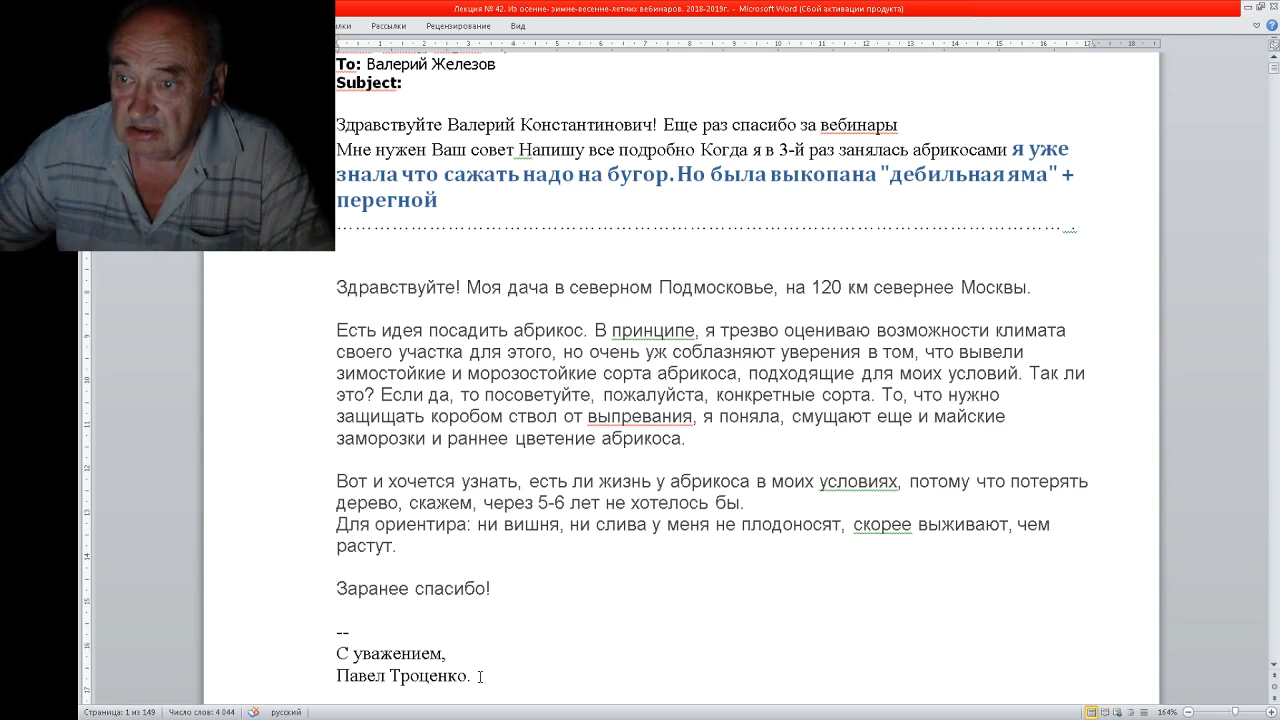 Лекция № 42. Из осенне- зимне-весенне-летних вебинаров. 2018-2019г. - Microsoft Word (Сбой активации продукта)
лки Рассылки Рецензирование Вид
To: Валерий Железов
Subject:
Здравствуйте Валерий Константинович! Еще раз спасибо за вебинары
Мне нужен Ваш совет Напишу все подробно Когда я в 3-й раз занялась абрикосами я уже
знала что сажать надо на бугор. Но была выкопана "дебильная яма" +
перегной
Здравствуйте! Моя дача в северном Подмосковье, на 120 км севернее Москвы.
Есть идея посадить абрикос. В принципе, я трезво оцениваю возможности климата
своего участка для этого, но очень уж соблазняют уверения в том, что вывели
зимостойкие и морозостойкие сорта абрикоса, подходящие для моих условий. Так ли
это? Если да, то посоветуйте, пожалуйста, конкретные сорта. То, что нужно
защищать коробом ствол от выпревания, я поняла, смущают еще и майские
заморозки и раннее цветение абрикоса.
Вот и хочется узнать, есть ли жизнь у абрикоса в моих условиях, потому что потерять
дерево, скажем, через 5-6 лет не хотелось бы.
Для ориентира: ни вишня, ни слива у меня не плодоносят, скорее выживают, чем
растут.
Заранее спасибо!
--
С уважением,
Павел Троценко.
Страница: 1 из 149 Число слов: 4 044 русский 164%